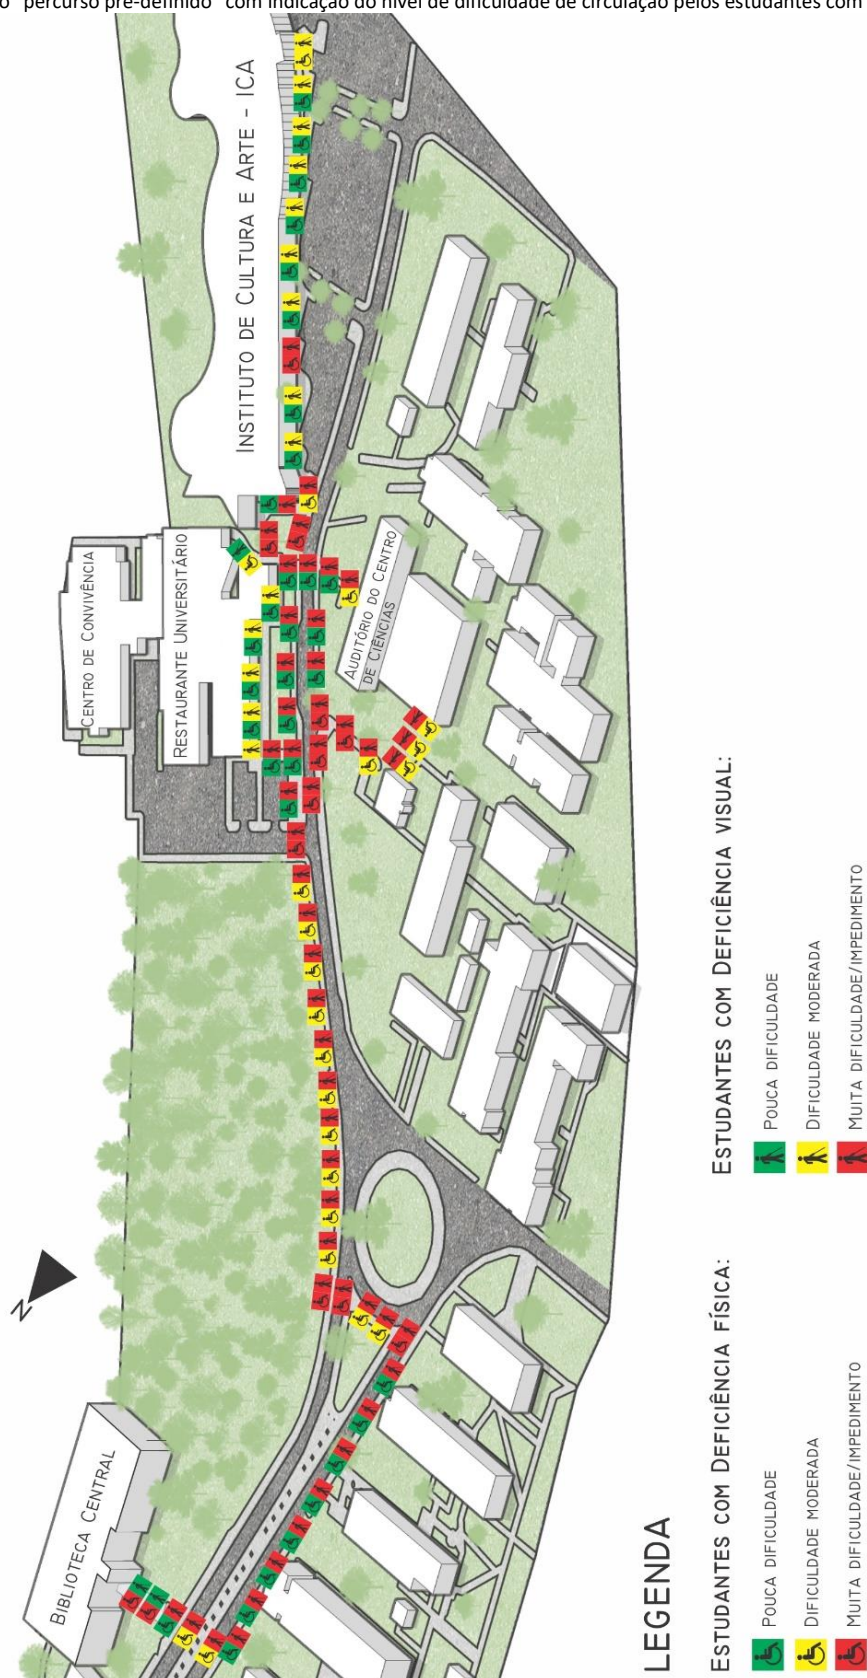 o "percurso pré-definido" com indicação do nível de dificuldade de circulação pelos estudantes com
INSTITUTO DE CULTURA E ARTE - ICA
CENTRO DE CONVIVÊNCIA
RESTAURANTE UNIVERSITÁRIO
AUDITÓRIO DO CENTRO
DE CIÊNCIAS
N
BIBLIOTECA CENTRAL
LEGENDA
ESTUDANTES COM DEFICIÊNCIA FÍSICA:
POUCA DIFICULDADE
DIFICULDADE MODERADA
MUITA DIFICULDADE/IMPEDIMENTO
ESTUDANTES COM DEFICIÊNCIA VISUAL:
POUCA DIFICULDADE
DIFICULDADE MODERADA
MUITA DIFICULDADE/IMPEDIMENTO